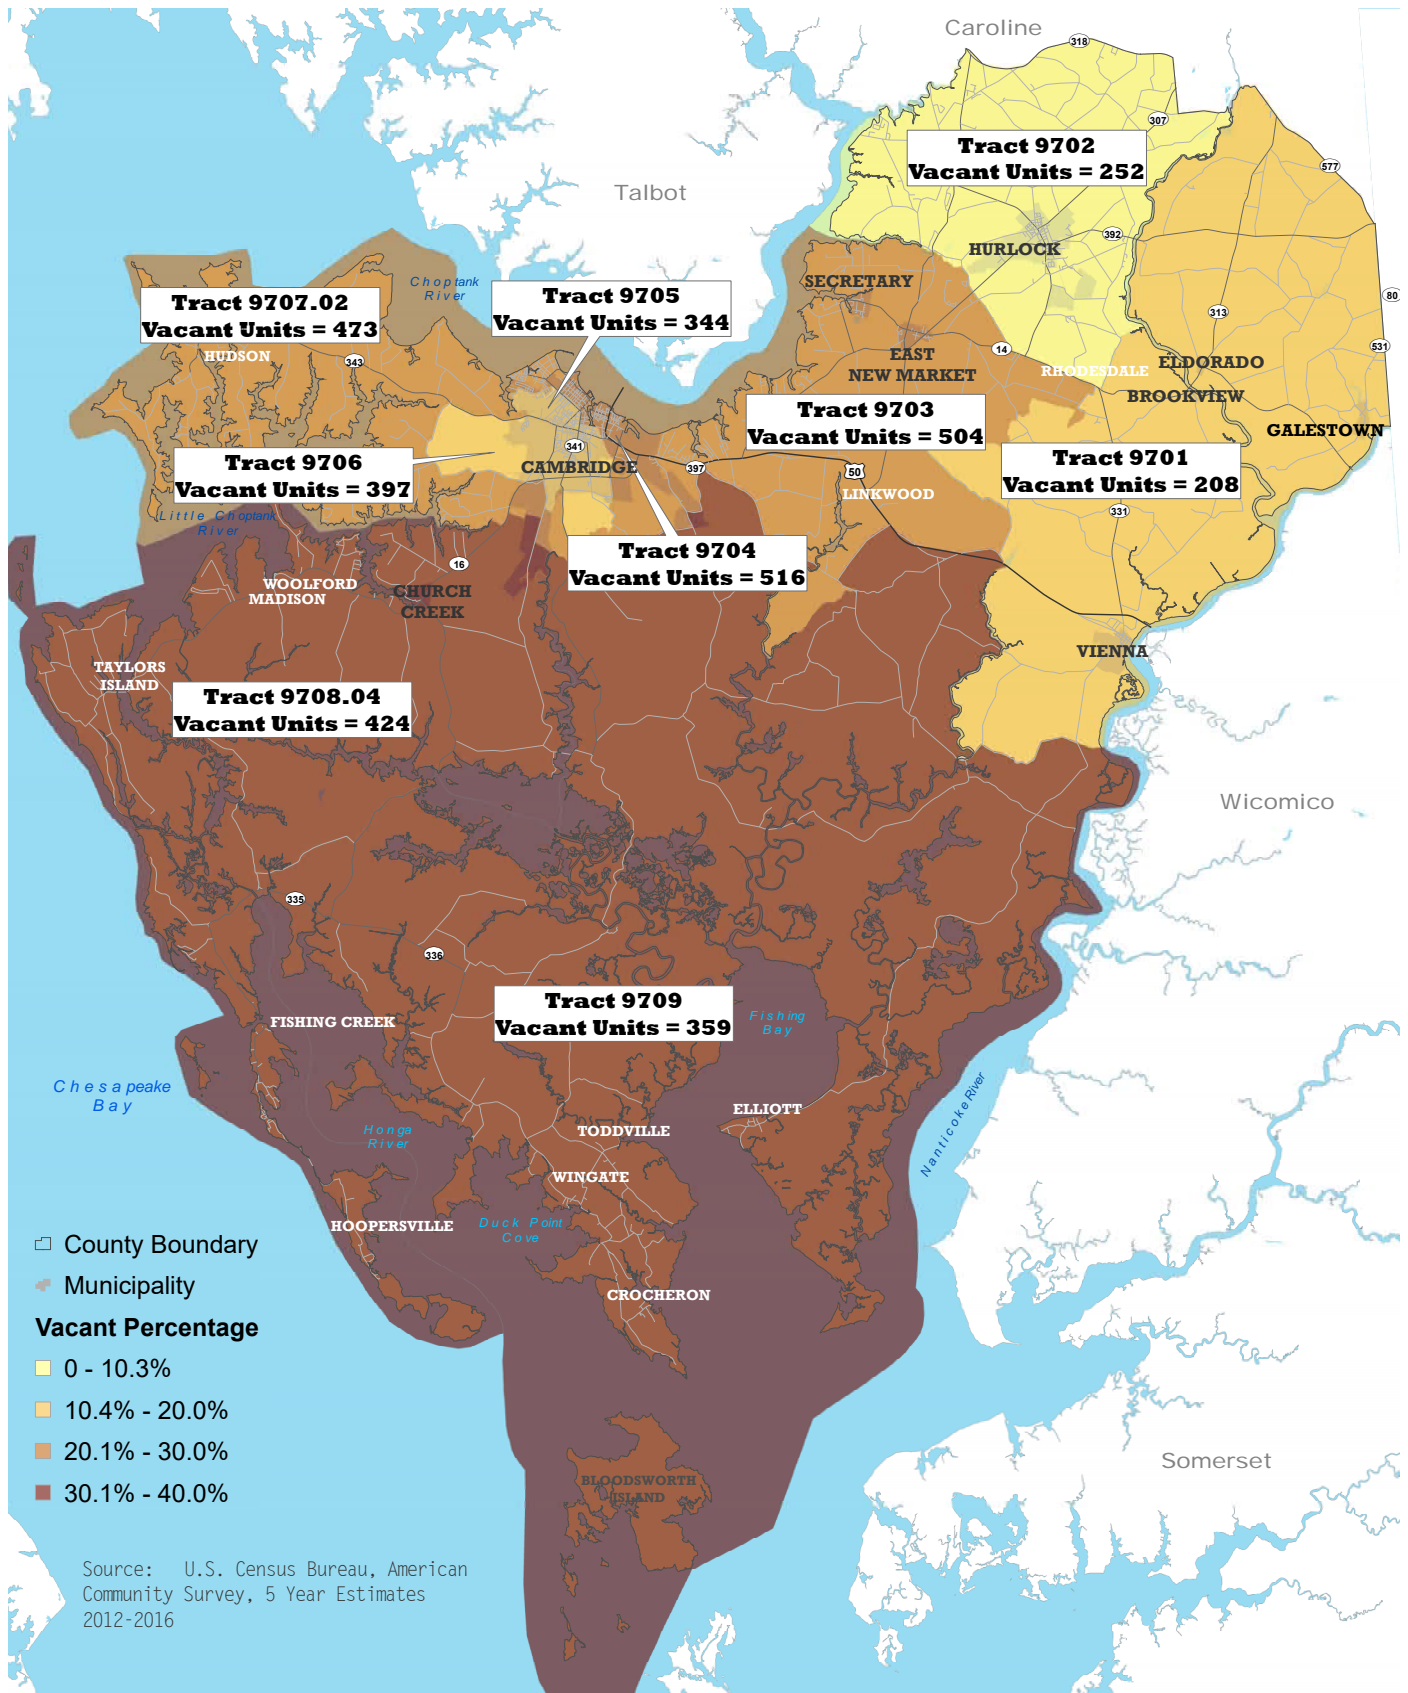 Caroline
318
307
Tract 9702
Vacant Units = 252
577
Talbot
392
HURLOCK
Choptank
River
SECRETARY
Tract 9707.02
Vacant Units = 473
Tract 9705
Vacant Units = 344
80
313
531
HUDSON
343
EAST
NEW MARKET
14
RHODESDALE
ELDORADO
BROOKVIEW
Tract 9703
Vacant Units = 504
GALESTOWN
341
CAMBRIDGE
397
50
LINKWOOD
Tract 9706
Vacant Units = 397
Tract 9701
Vacant Units = 208
331
Little Choptank
River
Tract 9704
Vacant Units = 516
16
WOOLFORD
MADISON
CHURCH
CREEK
VIENNA
TAYLORS
ISLAND
Tract 9708.04
Vacant Units = 424
Wicomico
335
336
Tract 9709
Vacant Units = 359
FISHING CREEK
Fishing
Bay
Chesapeake
Bay
Nanticoke River
ELLIOTT
Honga
River
TODDVILLE
WINGATE
HOOPERSVILLE
Duck Point
Cove
CROCHERON
County Boundary
Municipality
Vacant Percentage
0 - 10.3%
10.4% - 20.0%
20.1% - 30.0%
30.1% - 40.0%
BLOODSWORTH
ISLAND
Somerset
Source: U.S. Census Bureau, American
Community Survey, 5 Year Estimates
2012-2016